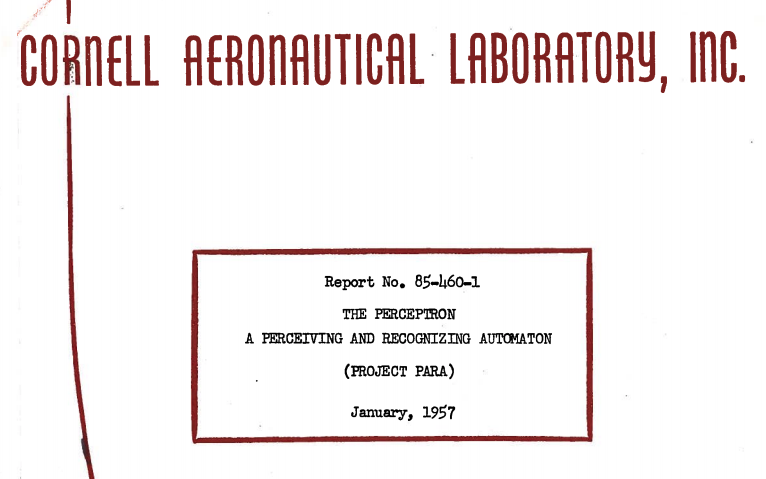 CORNELL AERONAUTICAL LABORATORY, INC.
Report No. 85-460-1
THE PERCEPTRON
A PERCEIVING AND RECOGNIZING AUTOMATON
(PROJECT PARA)
January, 1957